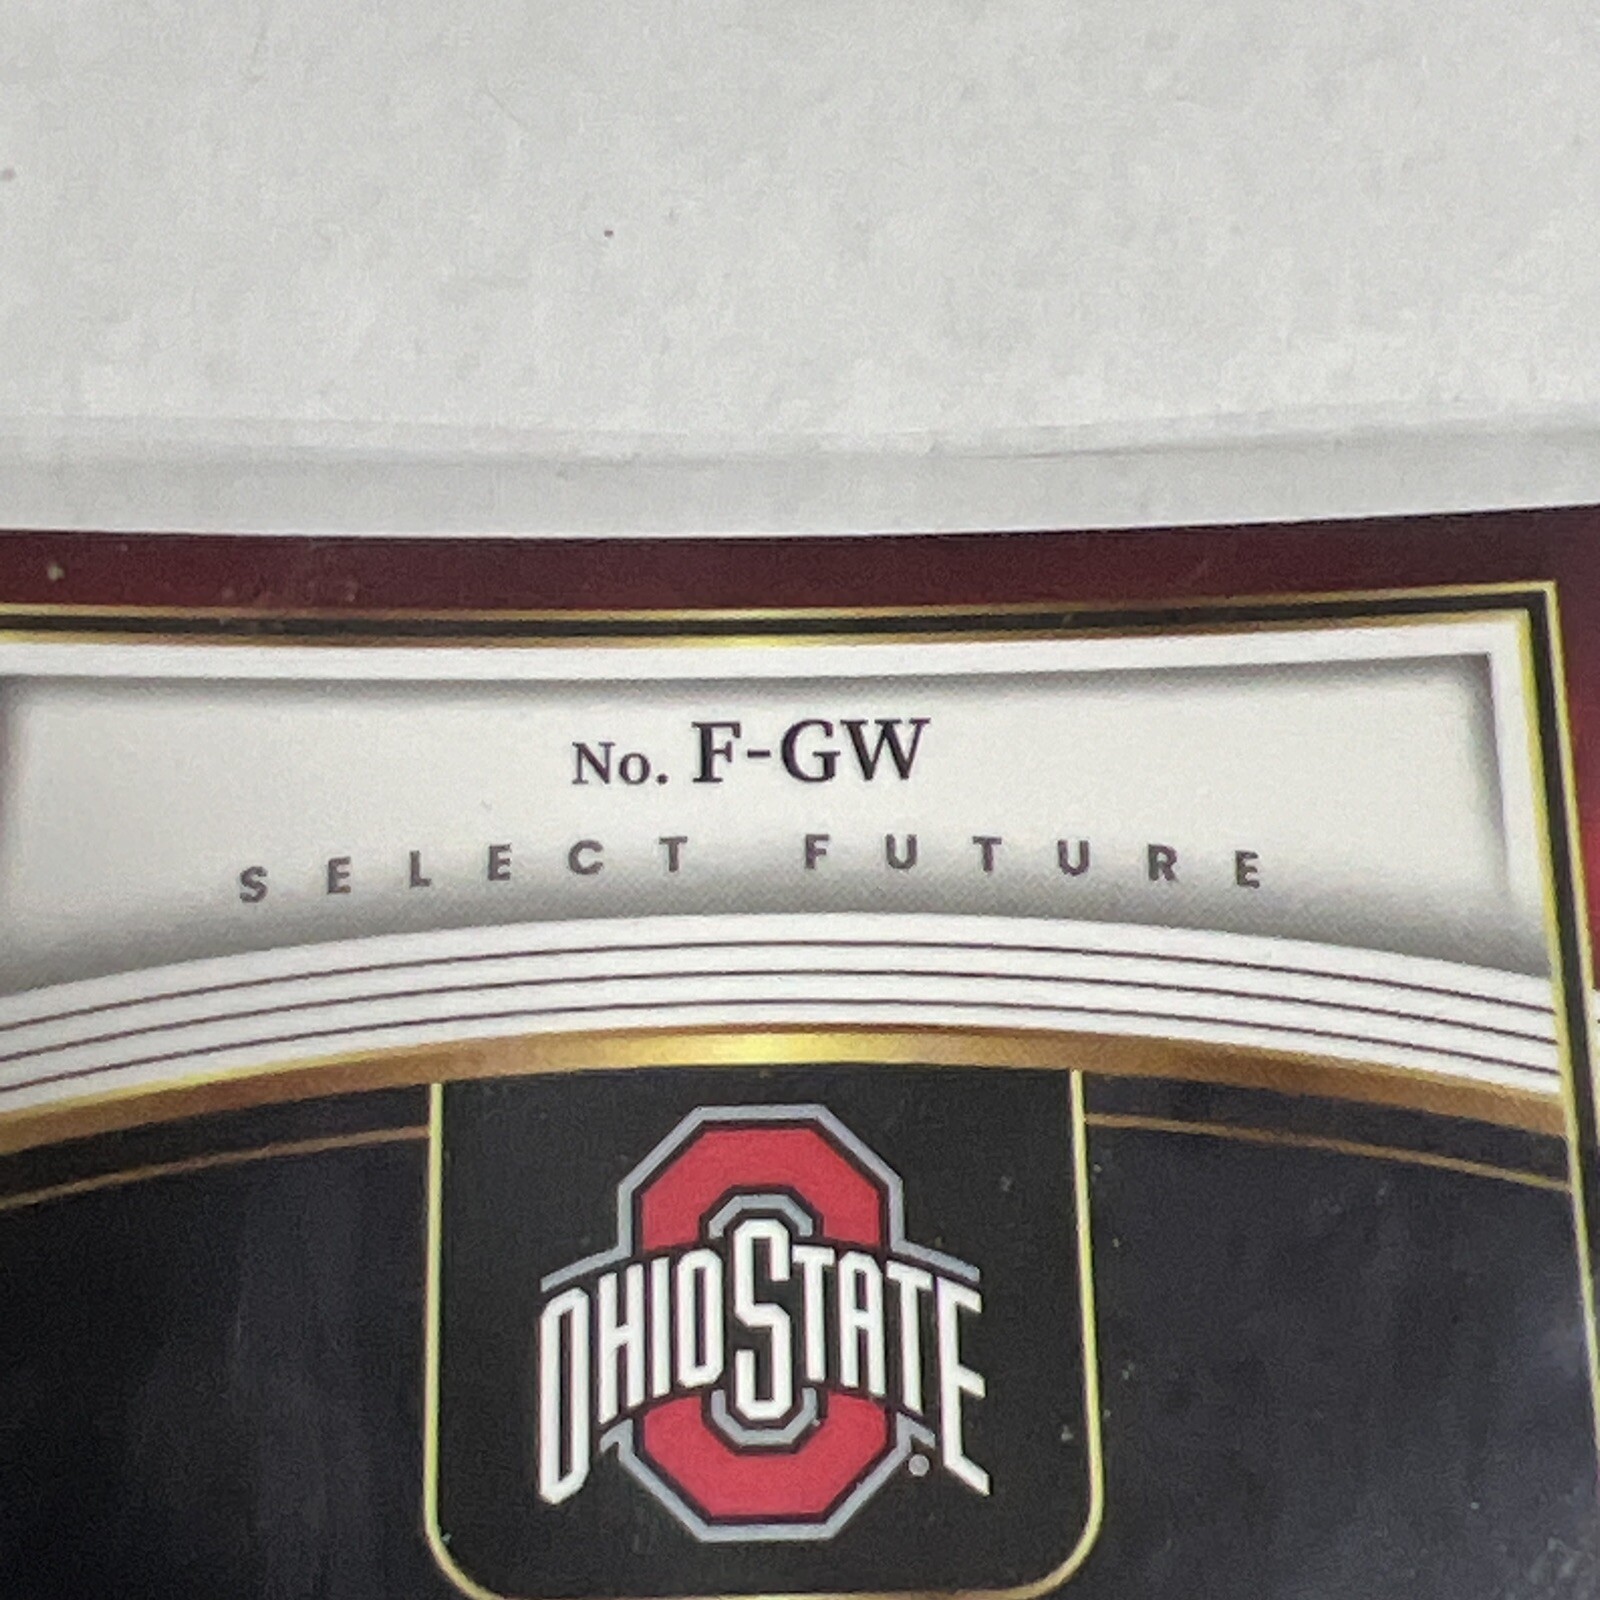 No. F-GW
SELECT FUTURE
OHIO STATE
®